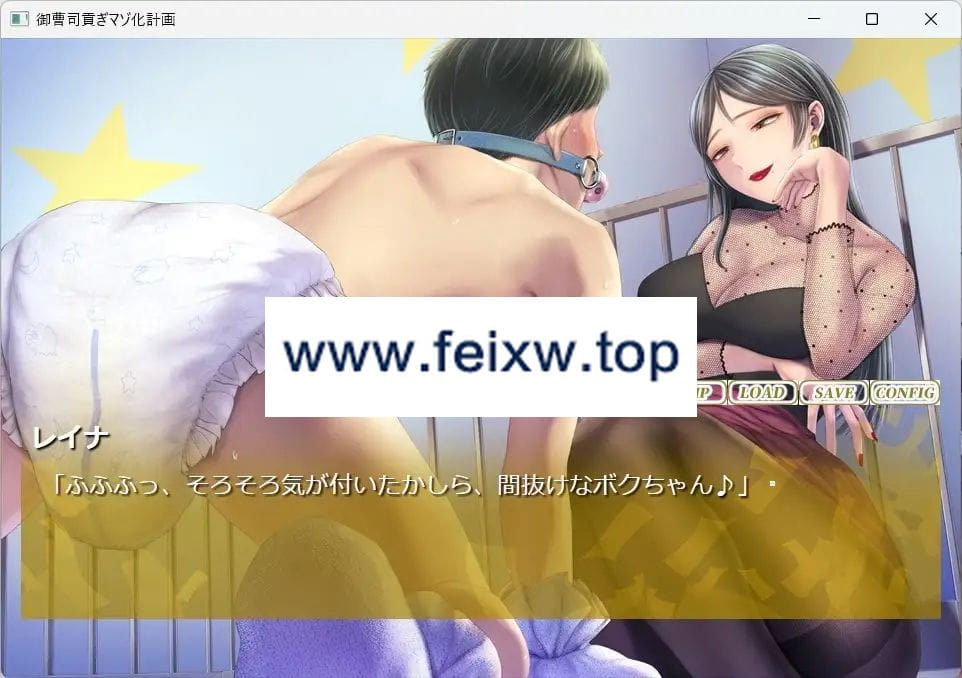 御曹司貢ぎマゾ化計画
www.feixw.top
LOAD
SAVE
CONFIG
レイナ
「ふふふっ、そろそろ気が付いたかしら、間抜けなボクちゃん♪」